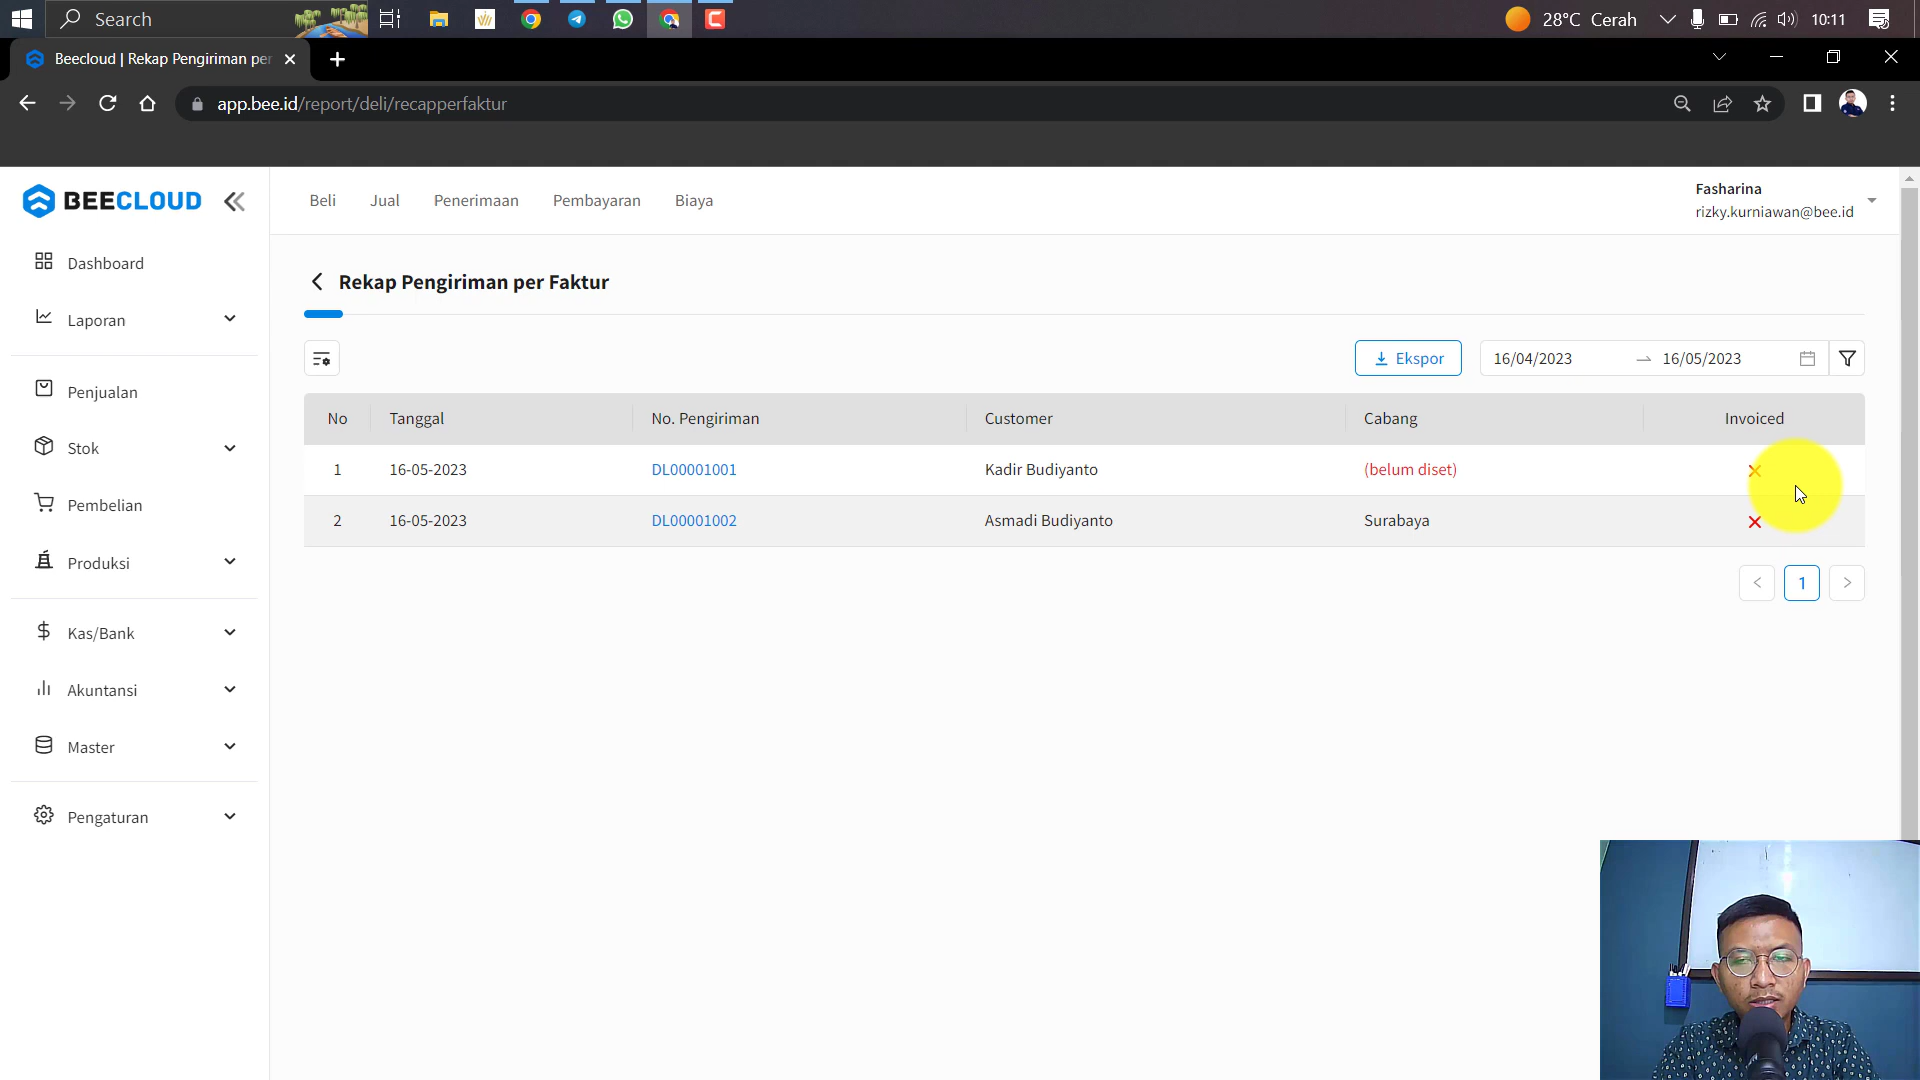 Search
28°C Cerah
10:11
Beecloud | Rekap Pengiriman per
app.bee.id/report/deli/recapperfaktur
BEECLOUD
Beli
Jual
Penerimaan
Pembayaran
Biaya
Fasharina
rizky.kurniawan@bee.id
Dashboard
Laporan
Penjualan
Stok
Pembelian
Produksi
Kas/Bank
Akuntansi
Master
Pengaturan
Rekap Pengiriman per Faktur
Ekspor
16/04/2023
16/05/2023
No Tanggal No. Pengiriman Customer Cabang Invoiced
1 16-05-2023 DL00001001 Kadir Budiyanto (belum diset)
2 16-05-2023 DL00001002 Asmadi Budiyanto Surabaya
< 1 >